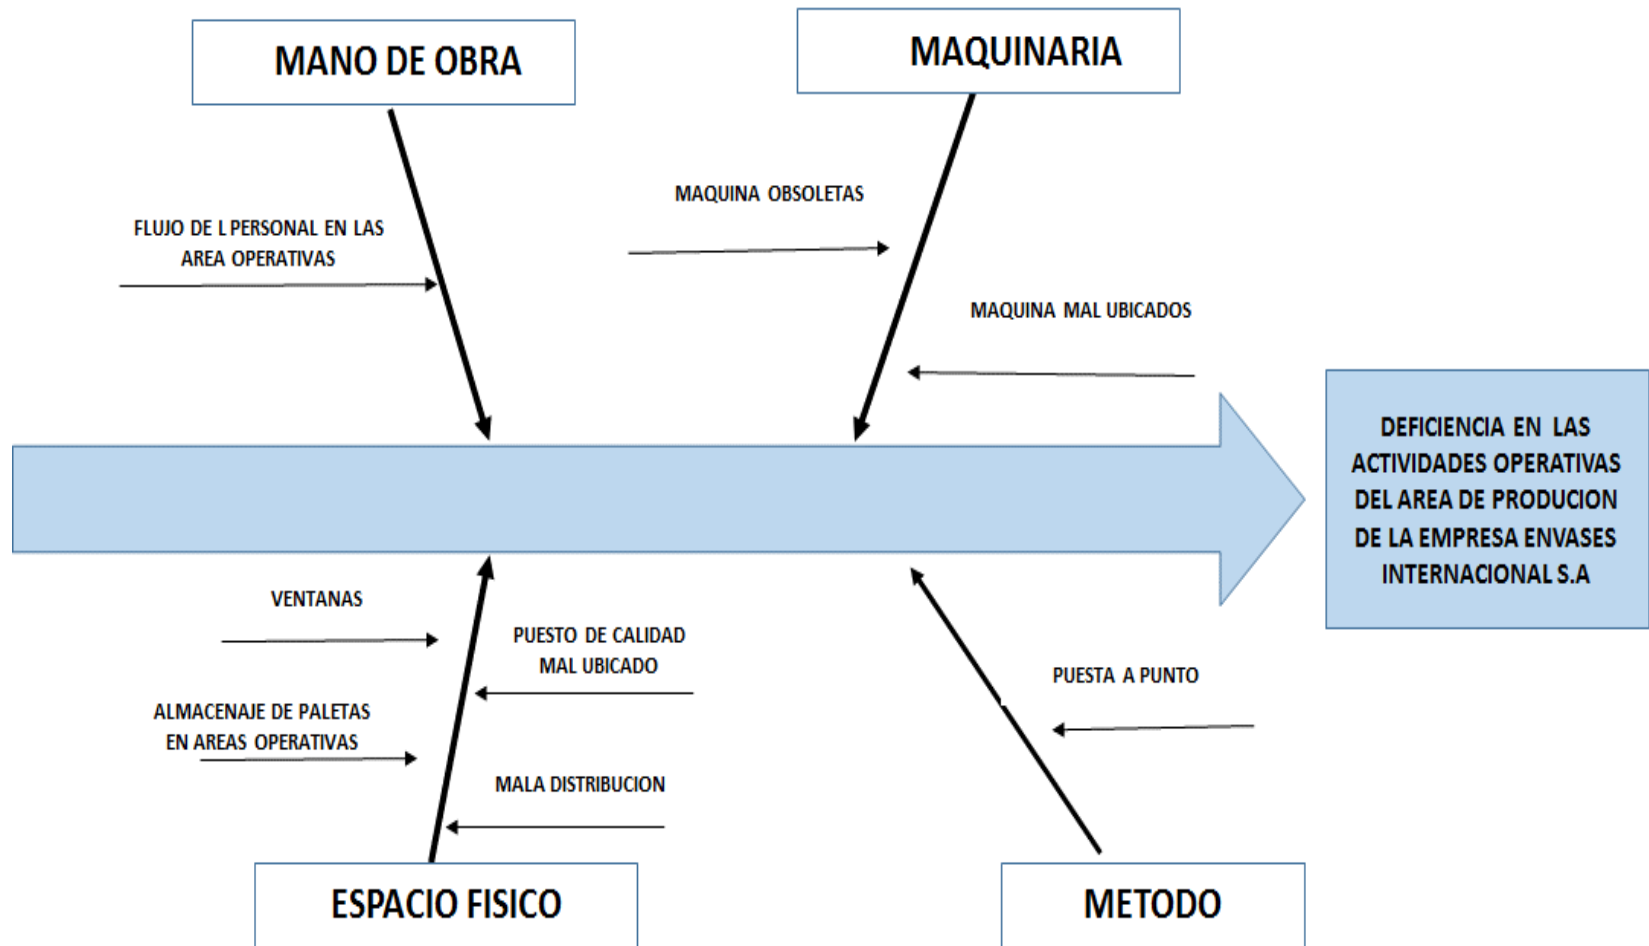 MANO DE OBRA
MAQUINARIA
MAQUINA OBSOLETAS
FLUJO DE L PERSONAL EN LAS
AREA OPERATIVAS
MAQUINA MAL UBICADOS
DEFICIENCIA EN LAS
ACTIVIDADES OPERATIVAS
DEL AREA DE PRODUCION
DE LA EMPRESA ENVASES
INTERNACIONAL S.A
VENTANAS
PUESTO DE CALIDAD
MAL UBICADO
ALMACENAJE DE PALETAS
EN AREAS OPERATIVAS
MALA DISTRIBUCION
PUESTA A PUNTO
ESPACIO FISICO
METODO